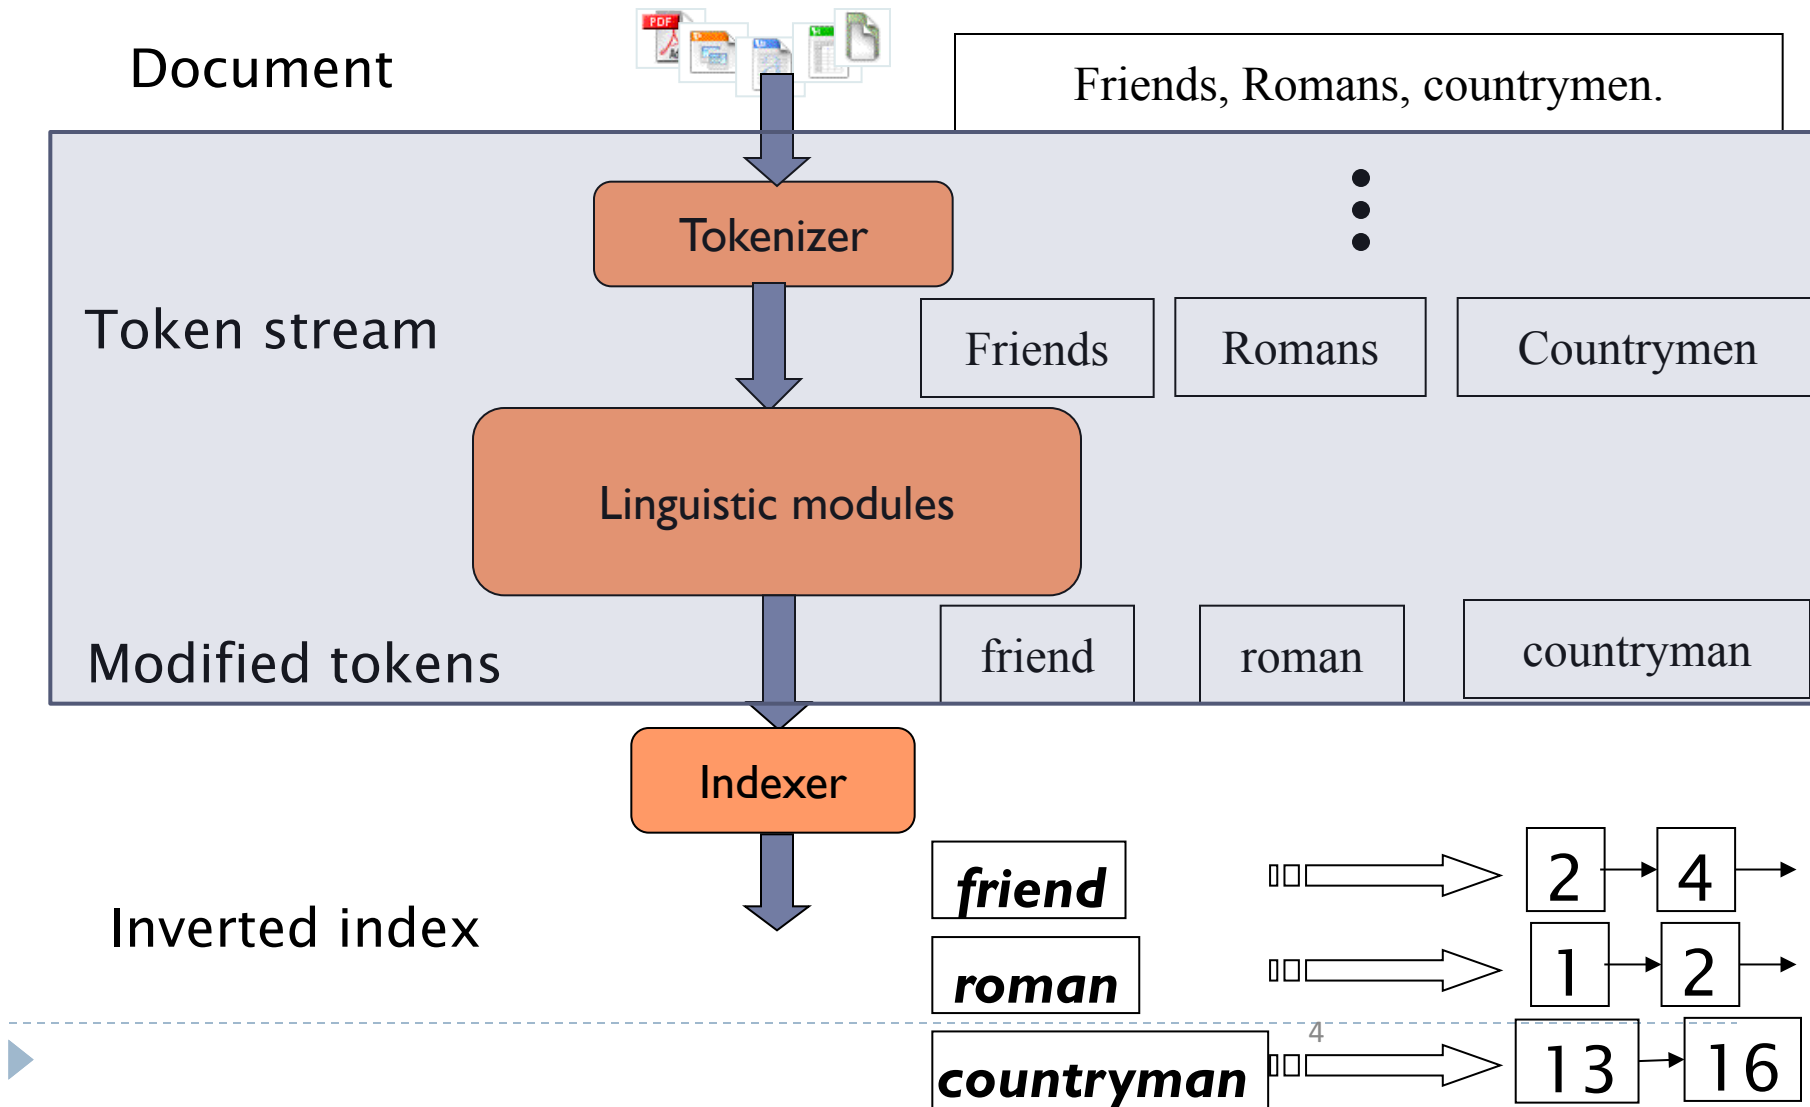 PDF
Document
Friends, Romans, countrymen.
Tokenizer
Token stream
Friends Romans Countrymen
Linguistic modules
Modified tokens
friend roman countryman
Indexer
friend 2 4
Inverted index
roman 1 2
4
countryman 13 16